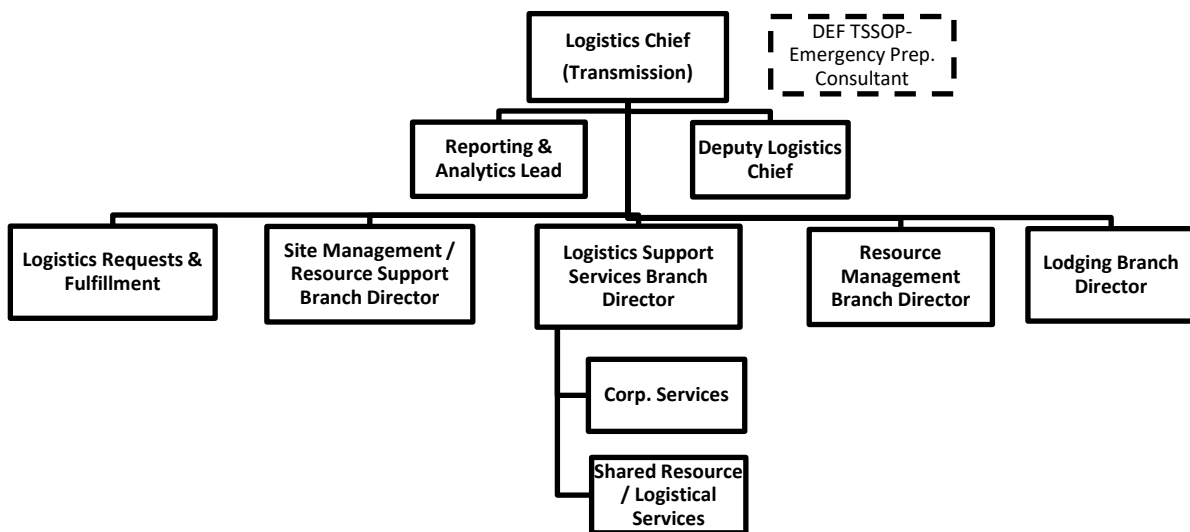 Logistics Chief
(Transmission)
DEF TSSOP-
Emergency Prep.
Consultant
Reporting &
Analytics Lead
Deputy Logistics
Chief
Logistics Requests &
Fulfillment
Site Management /
Resource Support
Branch Director
Logistics Support
Services Branch
Director
Resource
Management
Branch Director
Lodging Branch
Director
Corp. Services
Shared Resource
/ Logistical
Services